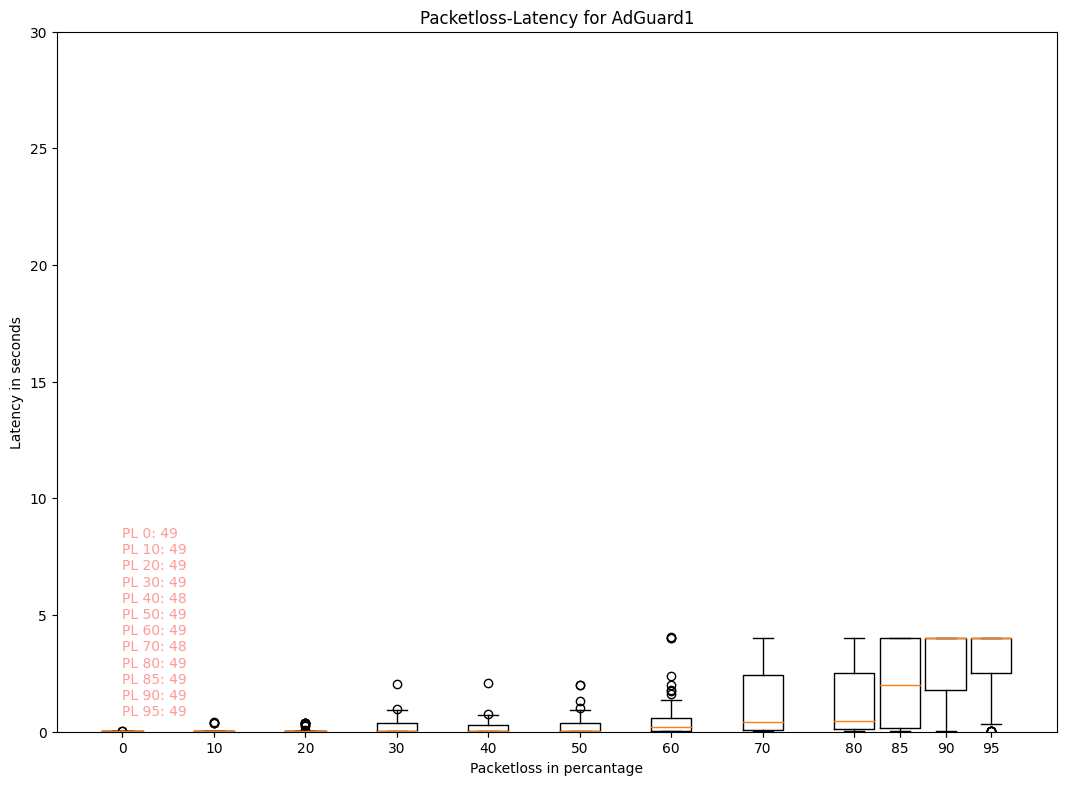 Packetloss-Latency for AdGuard1
30
25
20
15
10
5
0
Latency in seconds
PL 0: 49
PL 10: 49
PL 20: 49
PL 30: 49
PL 40: 48
PL 50: 49
PL 60: 49
PL 70: 48
PL 80: 49
PL 85: 49
PL 90: 49
PL 95: 49
0 10 20 30 40 50 60 70 80 85 90 95
Packetloss in percantage